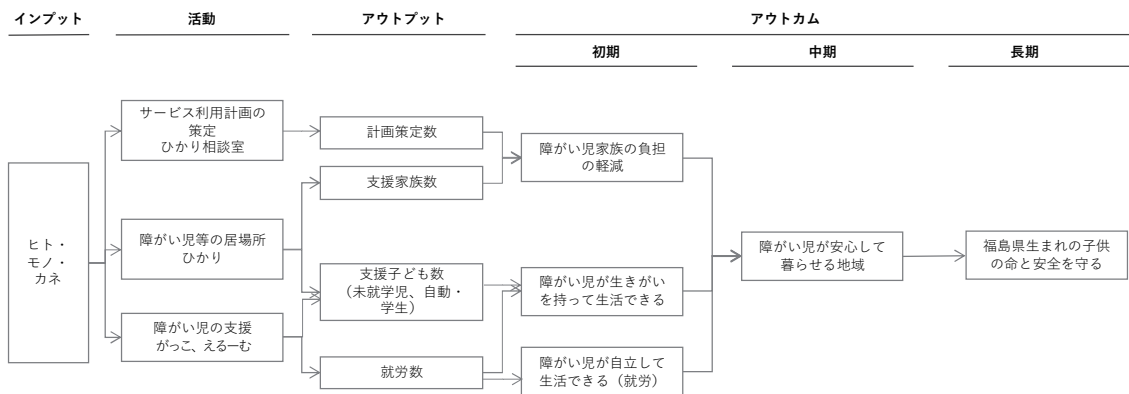 インプット
活動
アウトプット
アウトカム
初期
中期
長期
ヒト・
モノ・
カネ
サービス利用計画の
策定
ひかり相談室
障がい児等の居場所
ひかり
障がい児の支援
がっこ、えるーむ
計画策定数
支援家族数
支援子ども数
(未就学児、自動・
学生)
就労数
障がい児家族の負担
の軽減
障がい児が生きがい
を持って生活できる
障がい児が自立して
生活できる(就労)
障がい児が安心して
暮らせる地域
福島県生まれの子供
の命と安全を守る